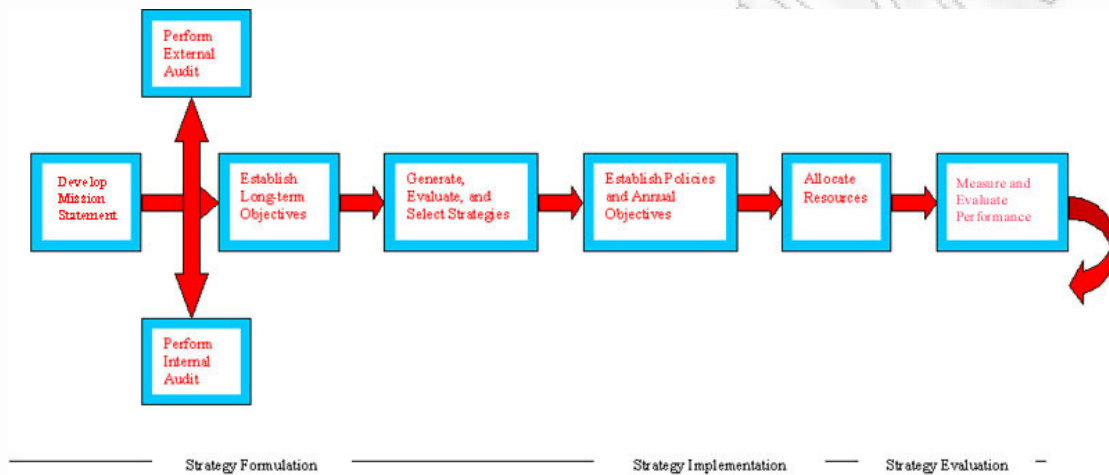 Perform
External
Audit
Develop
Mission
Statement
Establish
Long-term
Objectives
Generate,
Evaluate, and
Select Strategies
Establish Policies
and Annual
Objectives
Allocate
Resources
Measure and
Evaluate
Performance
Perform
Internal
Audit
Strategy Formulation
Strategy Implementation
Strategy Evaluation